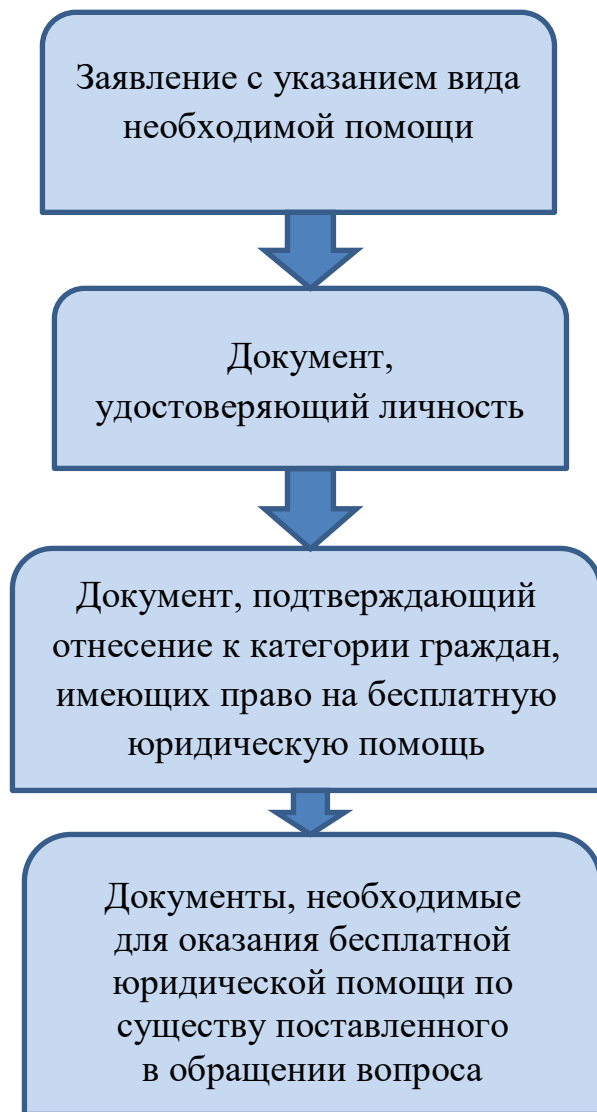 Заявление с указанием вида
необходимой помощи
Документ,
удостоверяющий личность
Документ, подтверждающий
отнесение к категории граждан,
имеющих право на бесплатную
юридическую помощь
Документы, необходимые
для оказания бесплатной
юридической помощи по
существу поставленного
в обращении вопроса